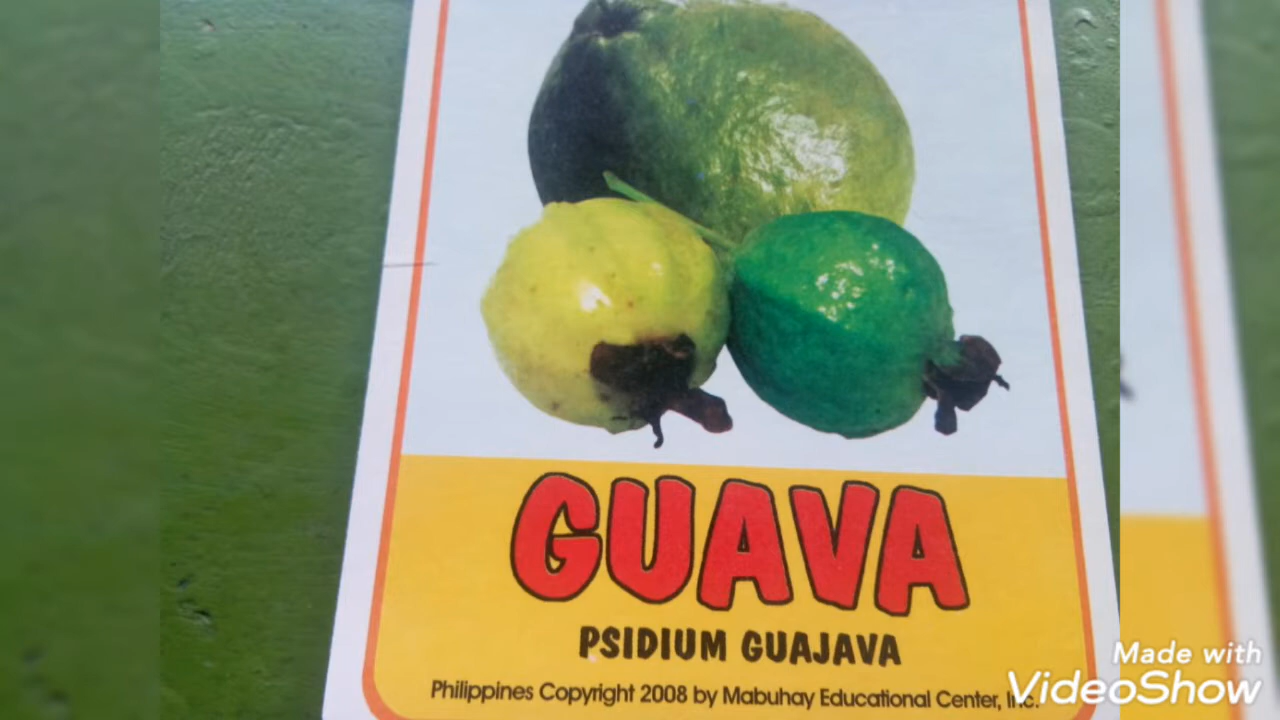 GUAVA
PSIDIUM GUAJAVA
Philippines Copyright 2008 by Mabuhay Educational Center, Inc.
Made with
VideoShow